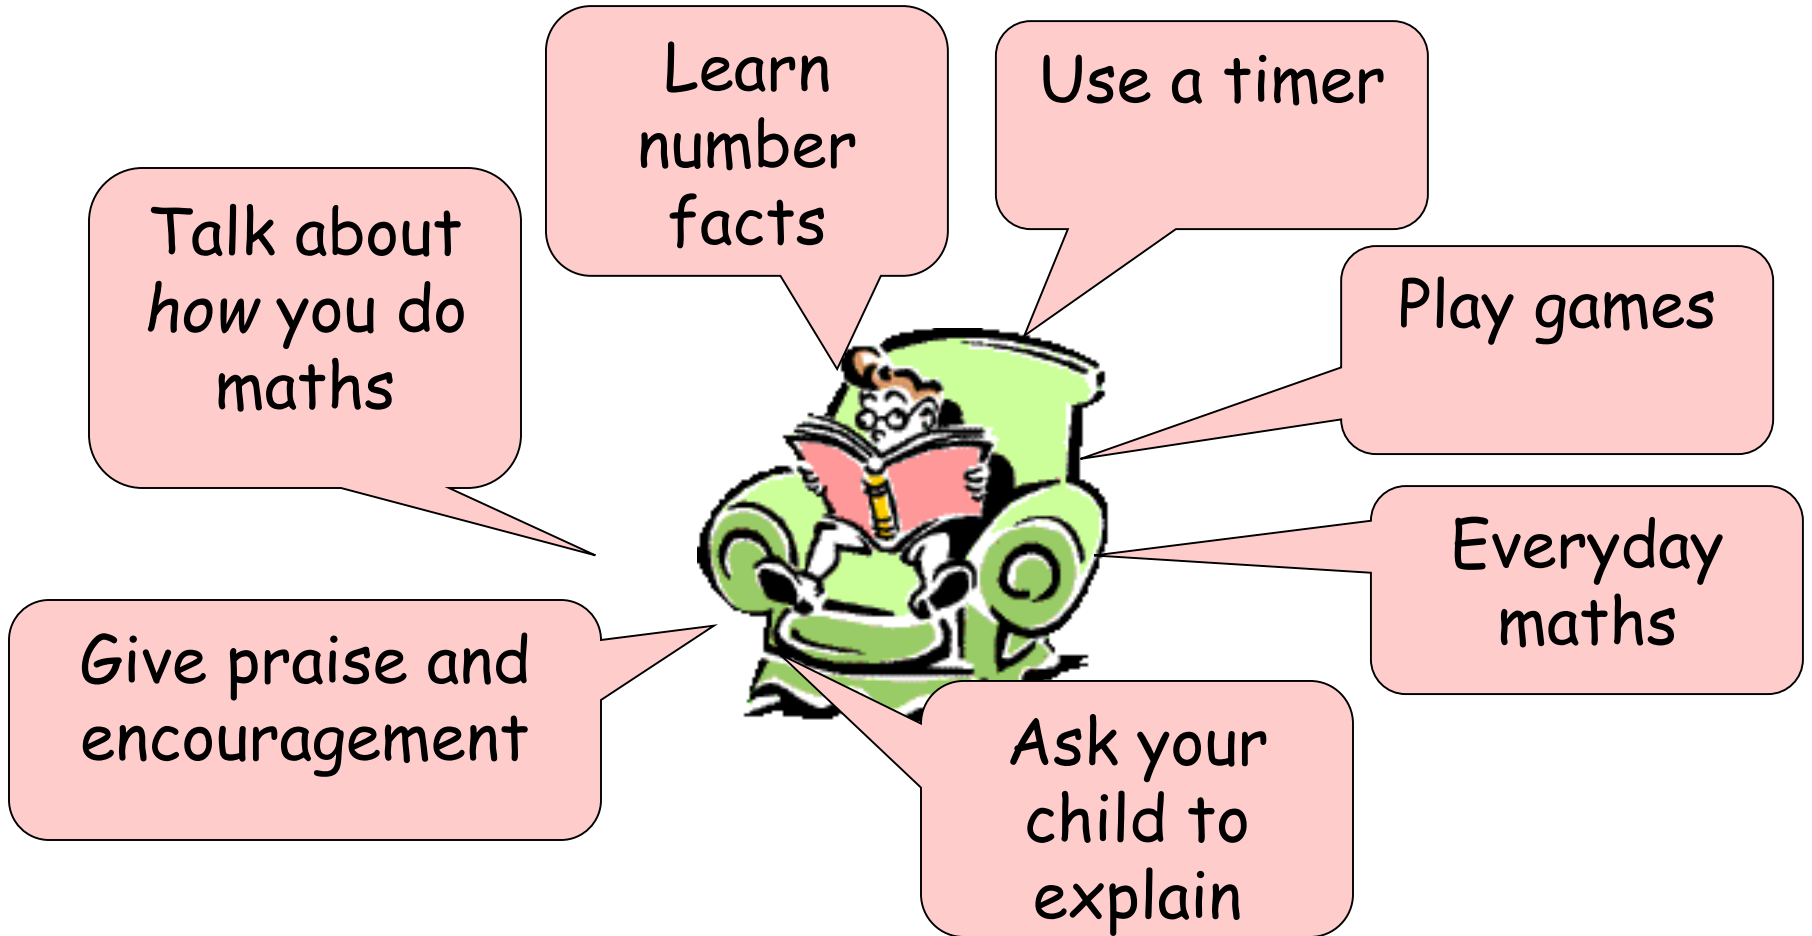 Learn
number
facts
Use a timer
Talk about
how you do
maths
Play games
Everyday
maths
Give praise and
encouragement
Ask your
child to
explain